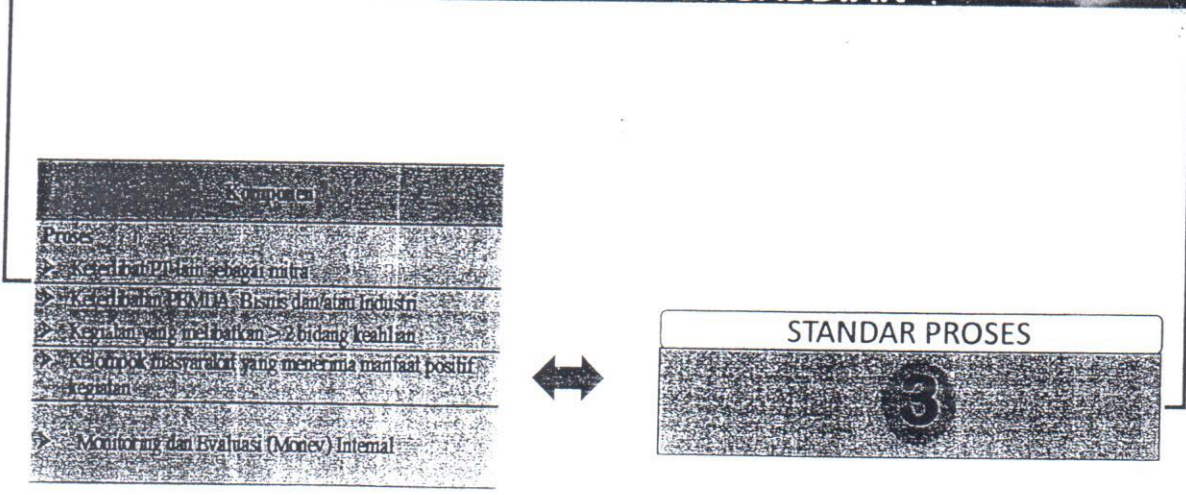 Komponen
Proses
➢ Keterlibatan PT lain sebagai mitra
➢ Keterlibatan PEMDA, Bisnis dan/atau Industri
➢ Kegiatan yang melibatkan > 2 bidang keahlian
➢ Kelompok masyarakat yang menerima manfaat positif
kegiatan
➢ Monitoring dan Evaluasi (Monev) Internal
STANDAR PROSES
3